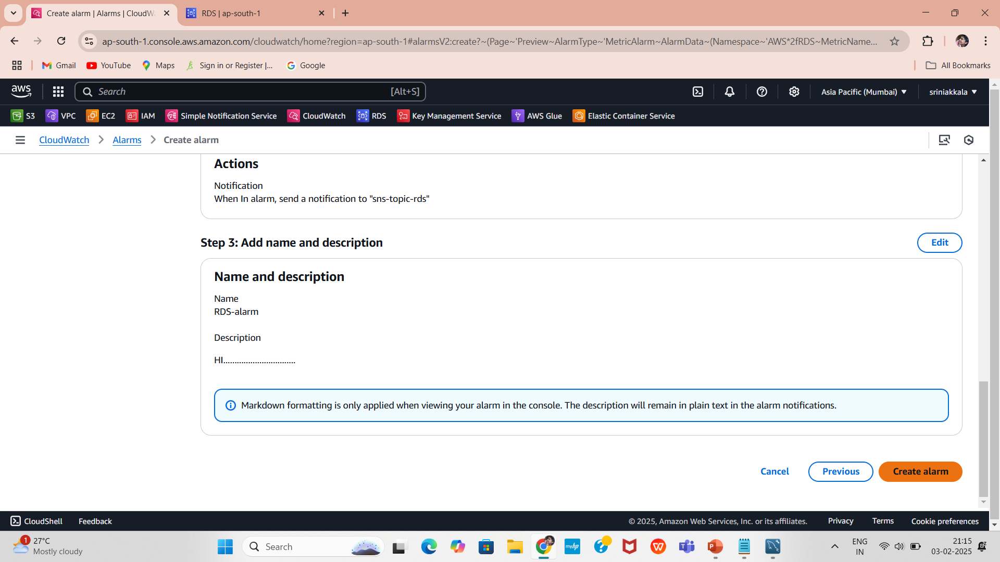 Create alarm | Alarms | CloudW
RDS | ap-south-1
ap-south-1.console.aws.amazon.com/cloudwatch/home?region=ap-south-1#alarmsV2:create?~(Page~'Preview~AlarmType~'MetricAlarm~AlarmData~(Namespace~'AWS*2fRDS~MetricName...
Gmail YouTube Maps Sign in or Register |... Google All Bookmarks
aws Search [Alt+S] Asia Pacific (Mumbai) sriniakkala
S3 VPC EC2 IAM Simple Notification Service CloudWatch RDS Key Management Service AWS Glue Elastic Container Service
CloudWatch Alarms Create alarm
Actions
Notification
When In alarm, send a notification to "sns-topic-rds"
Step 3: Add name and description Edit
Name and description
Name
RDS-alarm
Description
HI................................
Markdown formatting is only applied when viewing your alarm in the console. The description will remain in plain text in the alarm notifications.
Cancel Previous Create alarm
CloudShell Feedback © 2025, Amazon Web Services, Inc. or its affiliates. Privacy Terms Cookie preferences
1 27°C
Mostly cloudy
Search
myhp
ENG
IN
21:15
03-02-2025